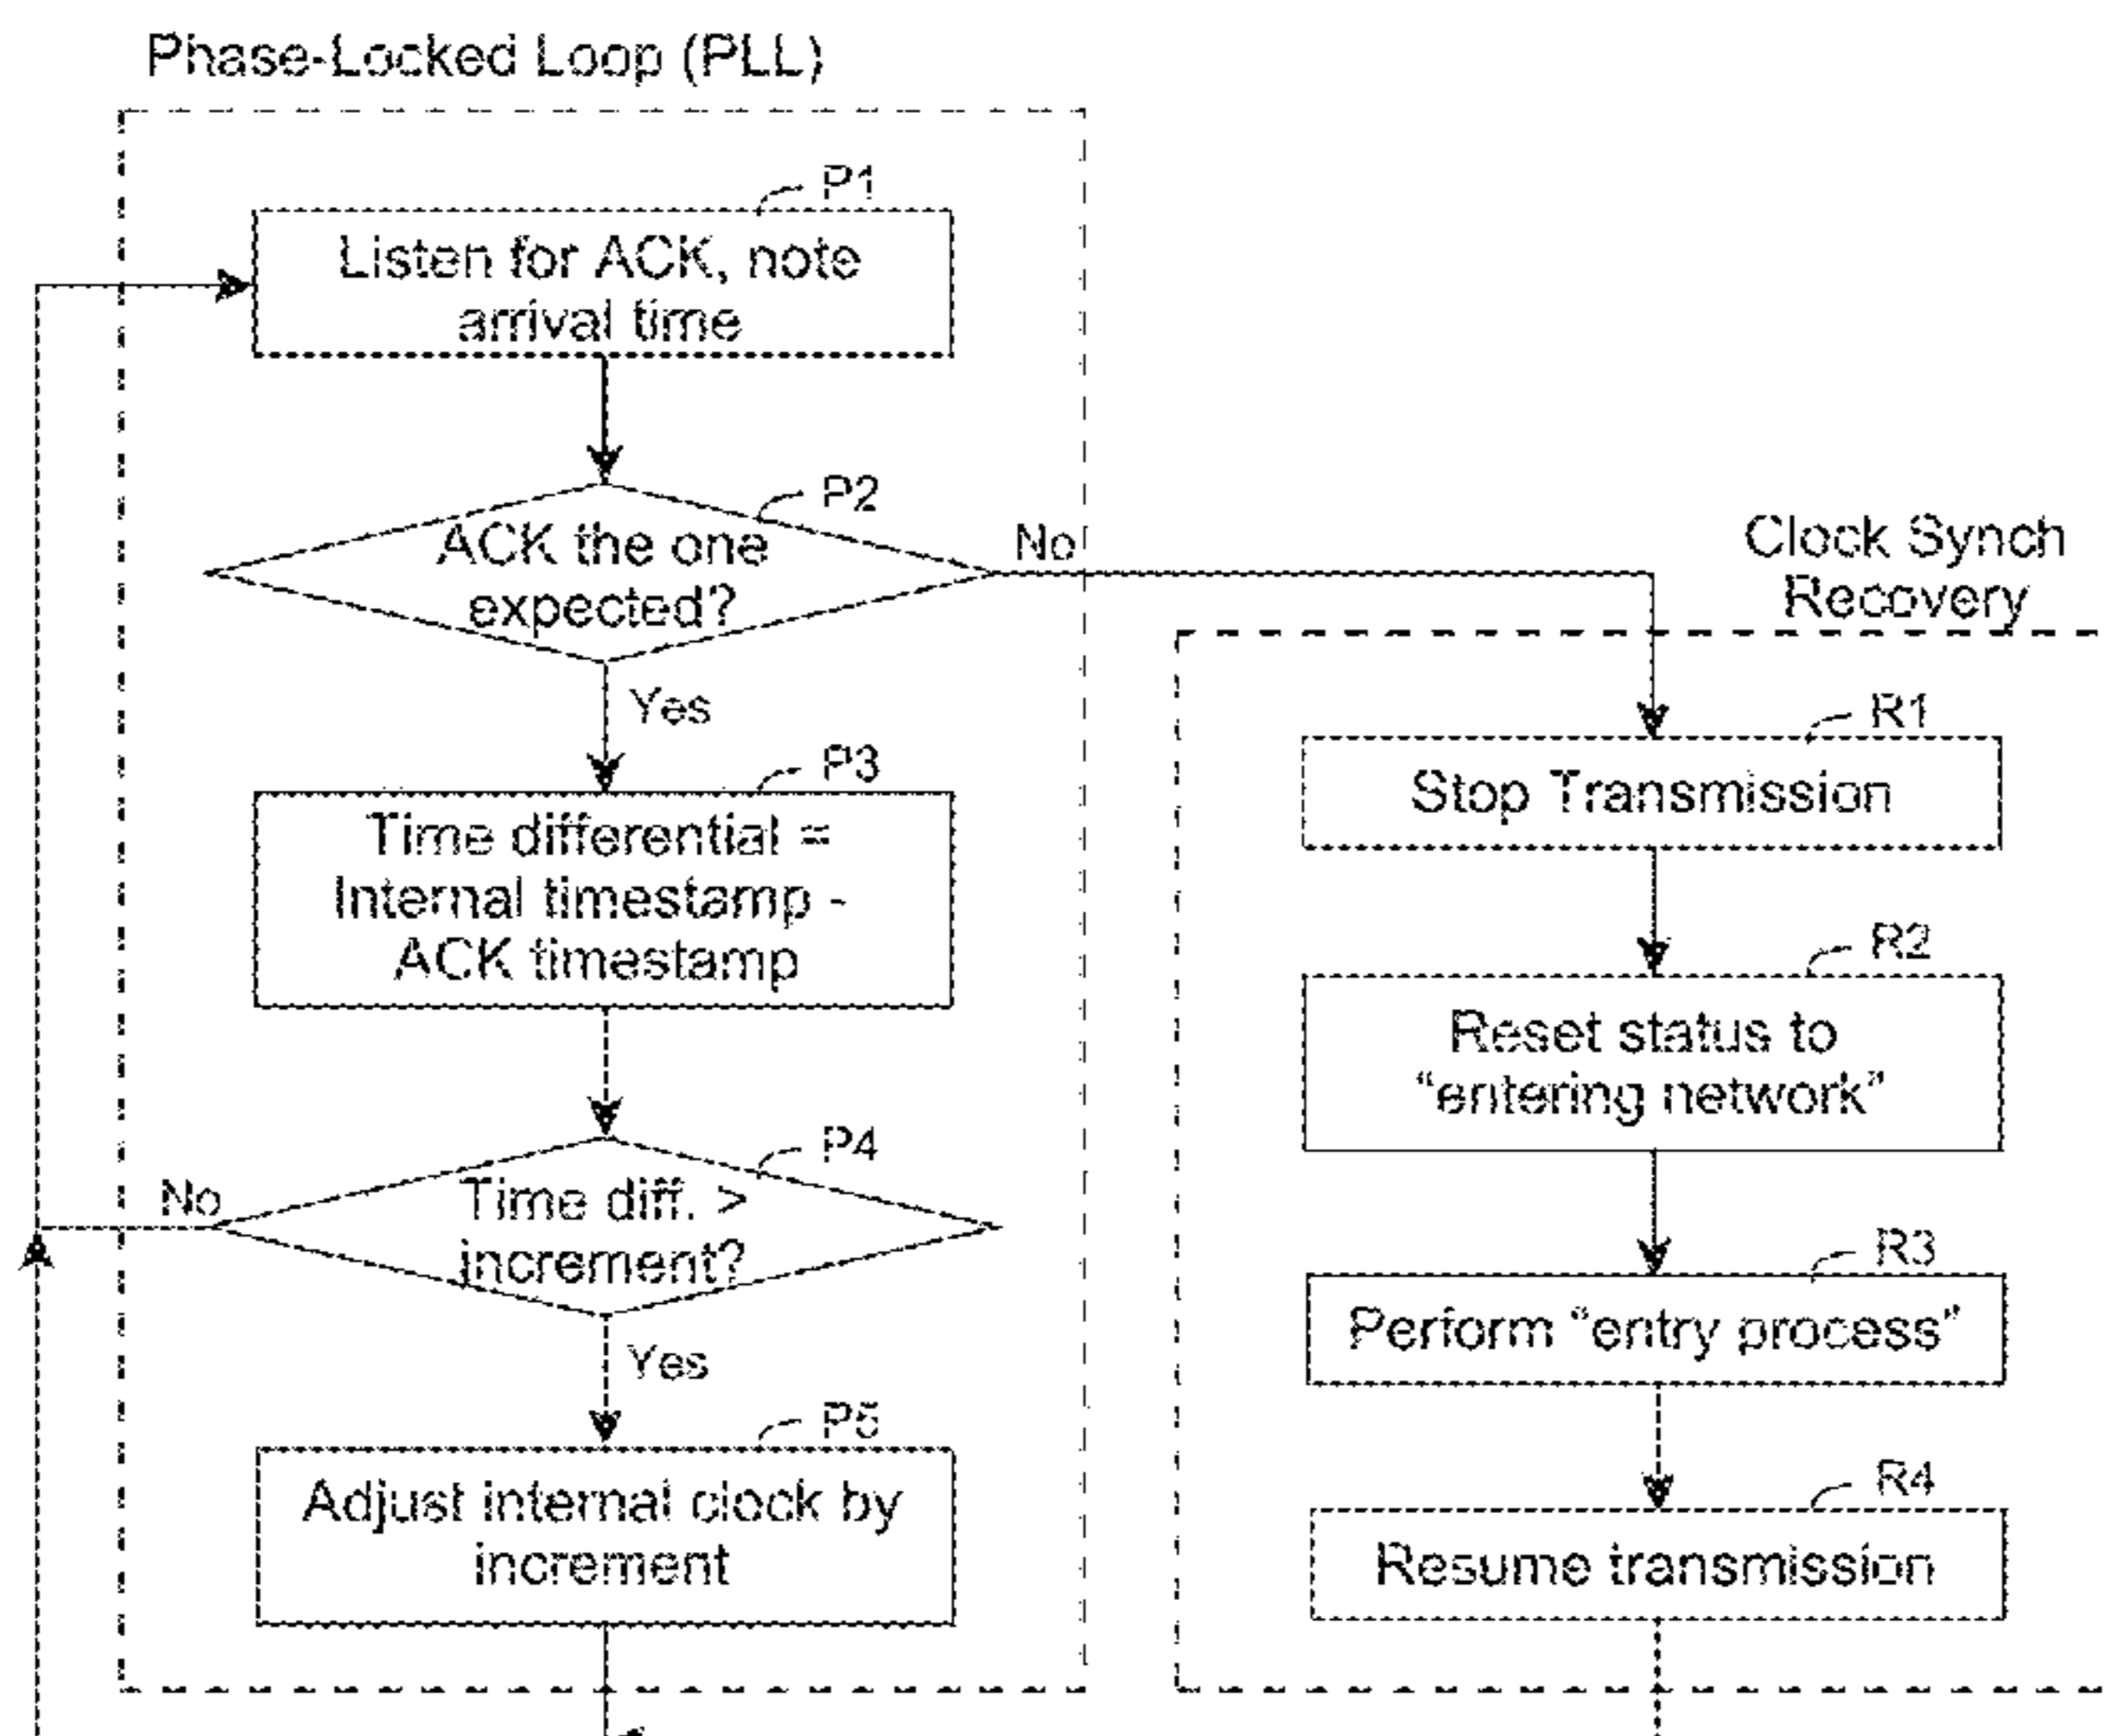 Phase-Locked Loop (PLL)
P1
Listen for ACK, note
arrival time
P2
ACK the one
expected?
No
Yes
P3
Time differential =
Internal timestamp -
ACK timestamp
P4
Time diff. >
increment?
No
Yes
P5
Adjust internal clock by
increment
Clock Synch
Recovery
R1
Stop Transmission
R2
Reset status to
“entering network”
R3
Perform “entry process”
R4
Resume transmission